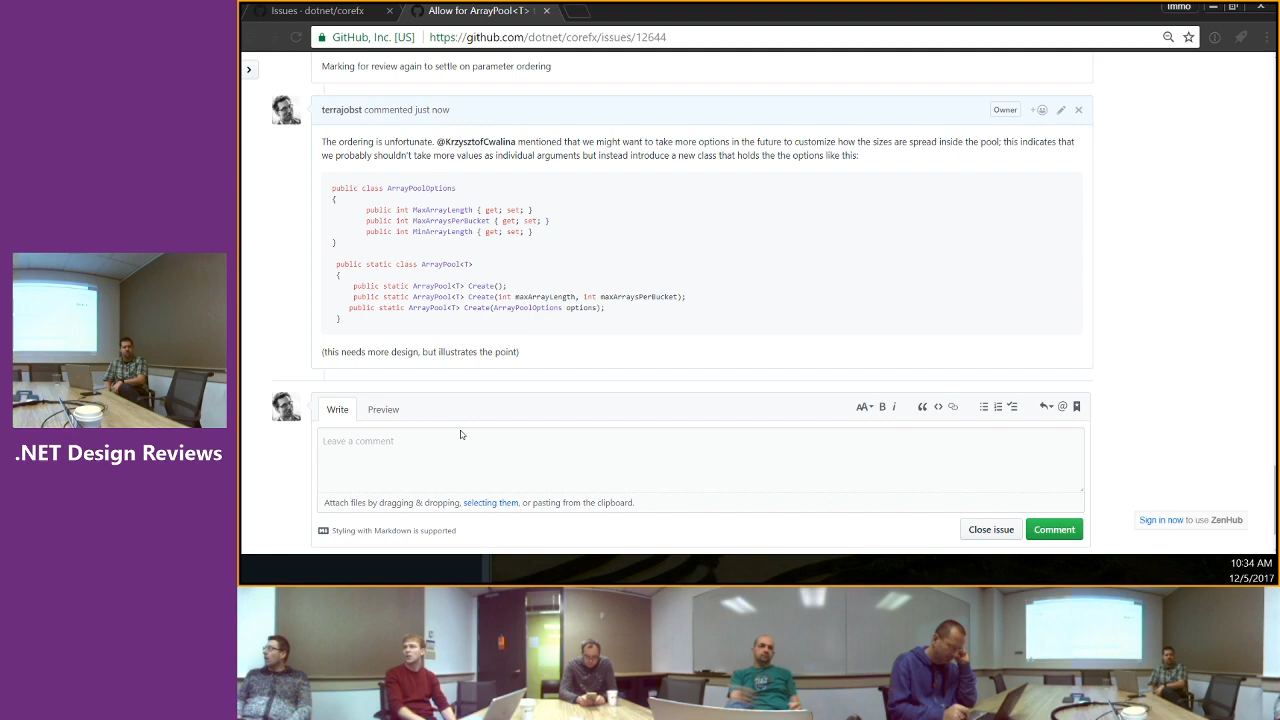 Issues · dotnet/corefx
Allow for ArrayPool<T> t
Immo
GitHub, Inc. [US]
https://github.com/dotnet/corefx/issues/12644
Marking for review again to settle on parameter ordering
terrajobst commented just now
Owner
The ordering is unfortunate. @KrzysztofCwalina mentioned that we might want to take more options in the future to customize how the sizes are spread inside the pool; this indicates that
we probably shouldn't take more values as individual arguments but instead introduce a new class that holds the the options like this:
public class ArrayPoolOptions
{
public int MaxArrayLength { get; set; }
public int MaxArraysPerBucket { get; set; }
public int MinArrayLength { get; set; }
}
public static class ArrayPool<T>
{
public static ArrayPool<T> Create();
public static ArrayPool<T> Create(int maxArrayLength, int maxArraysPerBucket);
public static ArrayPool<T> Create(ArrayPoolOptions options);
}
(this needs more design, but illustrates the point)
Write
Preview
AA
B
i
Leave a comment
Attach files by dragging & dropping, selecting them, or pasting from the clipboard.
Styling with Markdown is supported
Close issue
Comment
Sign in now to use ZenHub
10:34 AM
12/5/2017
.NET Design Reviews